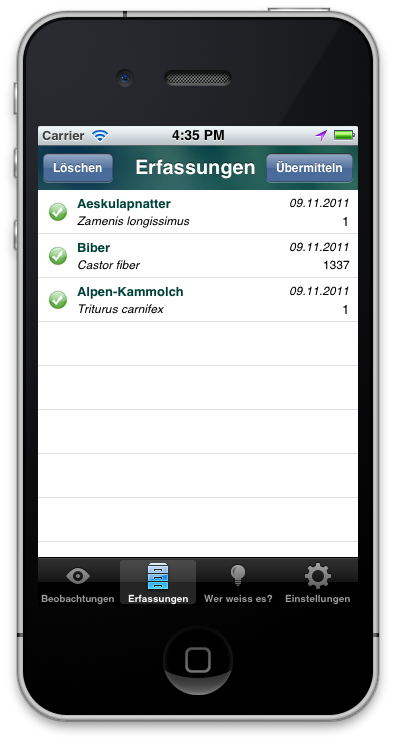 Carrier 4:35 PM
Löschen Erfassungen Übermitteln
Aeskulapnatter 09.11.2011
Zamenis longissimus 1
Biber 09.11.2011
Castor fiber 1337
Alpen-Kammolch 09.11.2011
Triturus carnifex 1
Beobachtungen Erfassungen Wer weiss es? Einstellungen